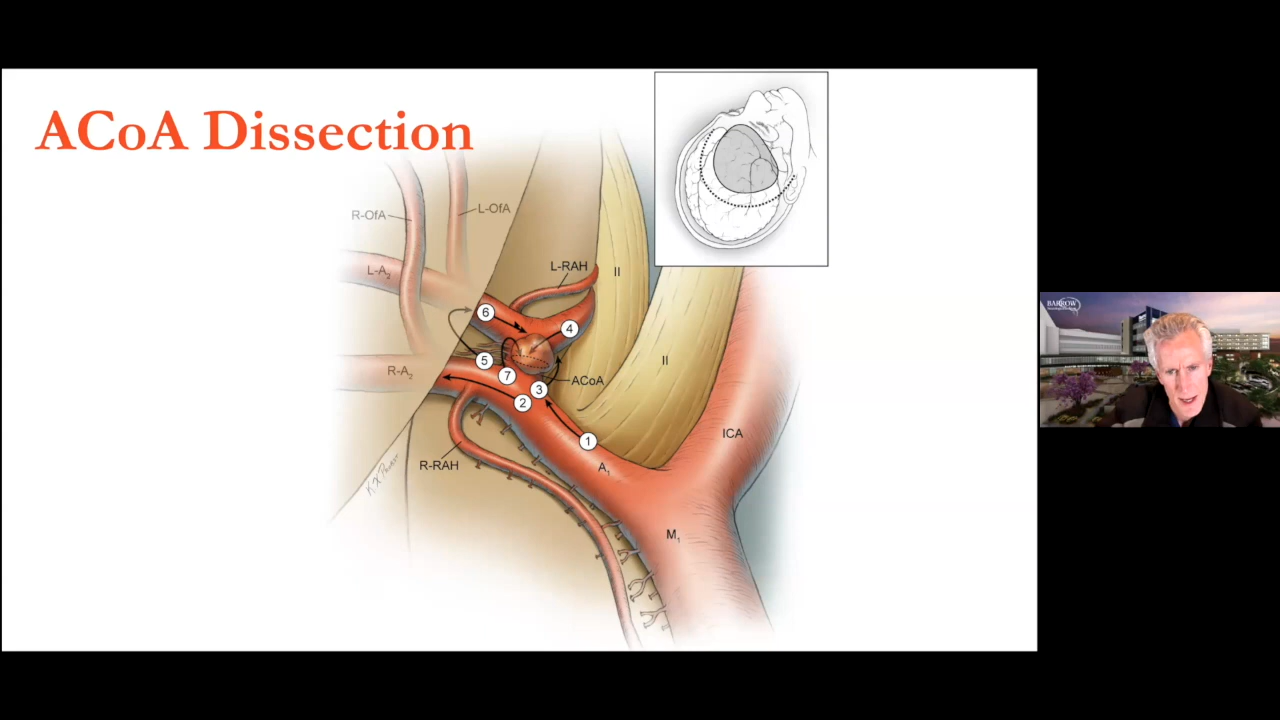 ACoA Dissection
R-OfA
L-OfA
L-A2
L-RAH
II
6
4
5
7
ACoA
3
R-A2
2
II
1
ICA
R-RAH
A1
M1
BARROW